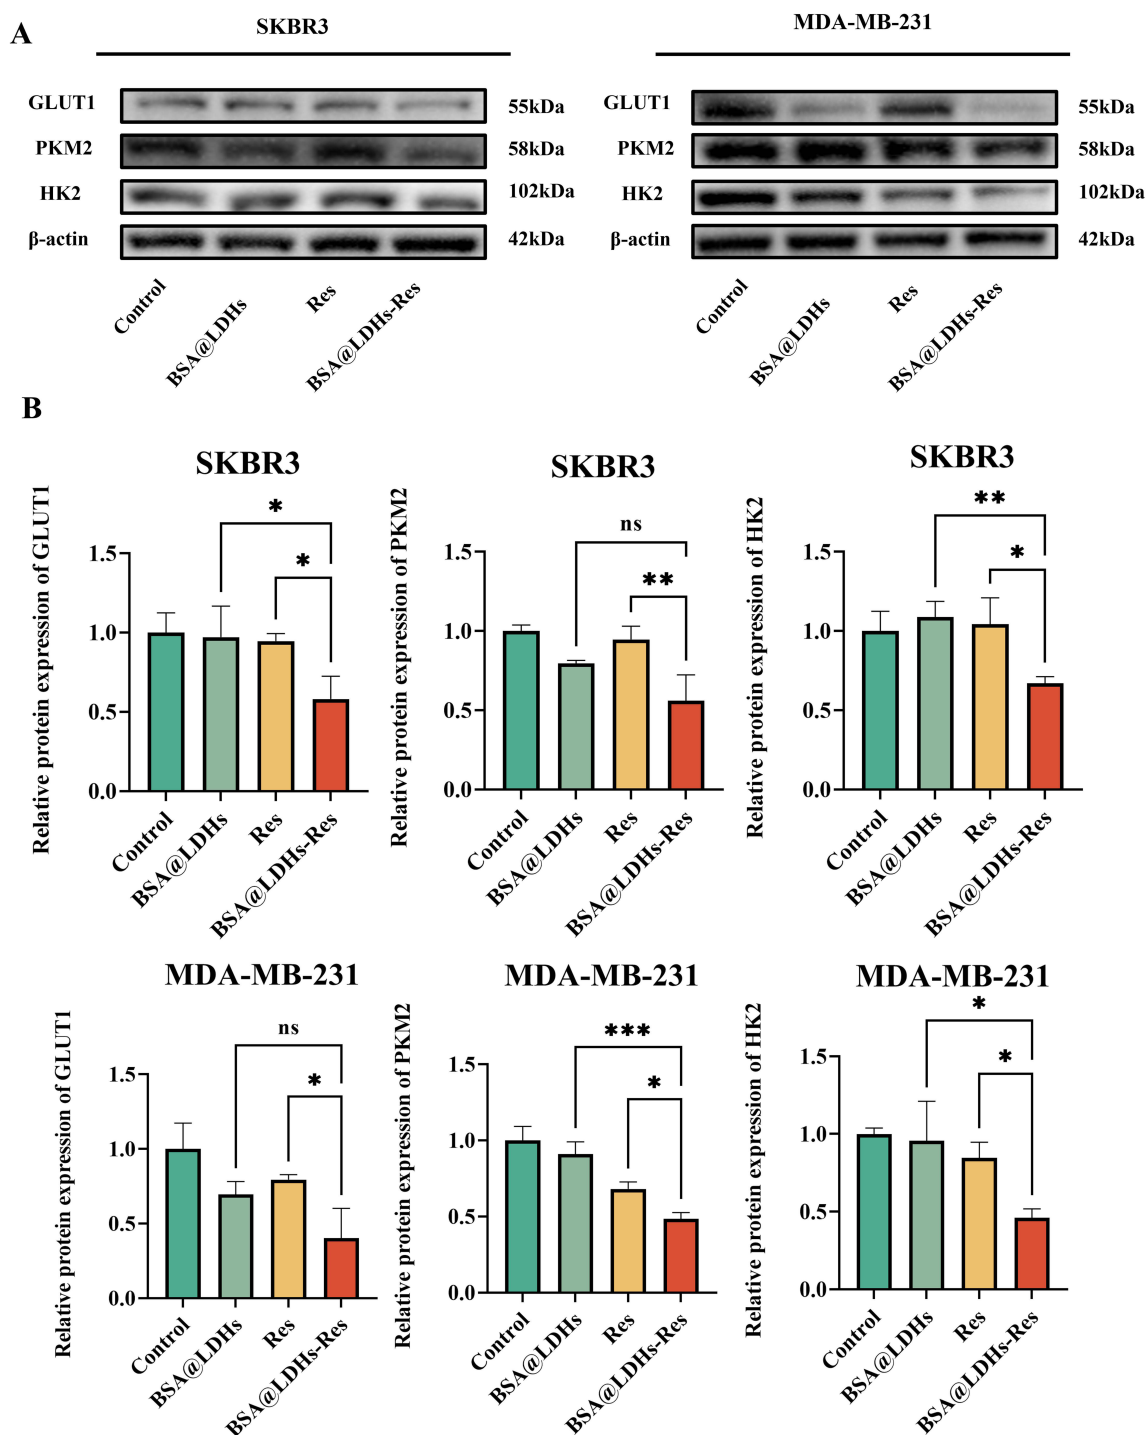 A
SKBR3
MDA-MB-231
GLUT1
55kDa
PKM2
58kDa
HK2
102kDa
β-actin
42kDa
Control
BSA@LDHs
Res
BSA@LDHs-Res
GLUT1
55kDa
PKM2
58kDa
HK2
102kDa
β-actin
42kDa
Control
BSA@LDHs
Res
BSA@LDHs-Res
B
SKBR3
Relative protein expression of GLUT1
*
*
1.5
1.0
0.5
0.0
Control
BSA@LDHs
Res
BSA@LDHs-Res
SKBR3
Relative protein expression of PKM2
ns
**
1.5
1.0
0.5
0.0
Control
BSA@LDHs
Res
BSA@LDHs-Res
SKBR3
Relative protein expression of HK2
**
*
1.5
1.0
0.5
0.0
Control
BSA@LDHs
Res
BSA@LDHs-Res
MDA-MB-231
Relative protein expression of GLUT1
ns
*
1.5
1.0
0.5
0.0
Control
BSA@LDHs
Res
BSA@LDHs-Res
MDA-MB-231
Relative protein expression of PKM2
***
*
1.5
1.0
0.5
0.0
Control
BSA@LDHs
Res
BSA@LDHs-Res
MDA-MB-231
Relative protein expression of HK2
*
*
1.5
1.0
0.5
0.0
Control
BSA@LDHs
Res
BSA@LDHs-Res